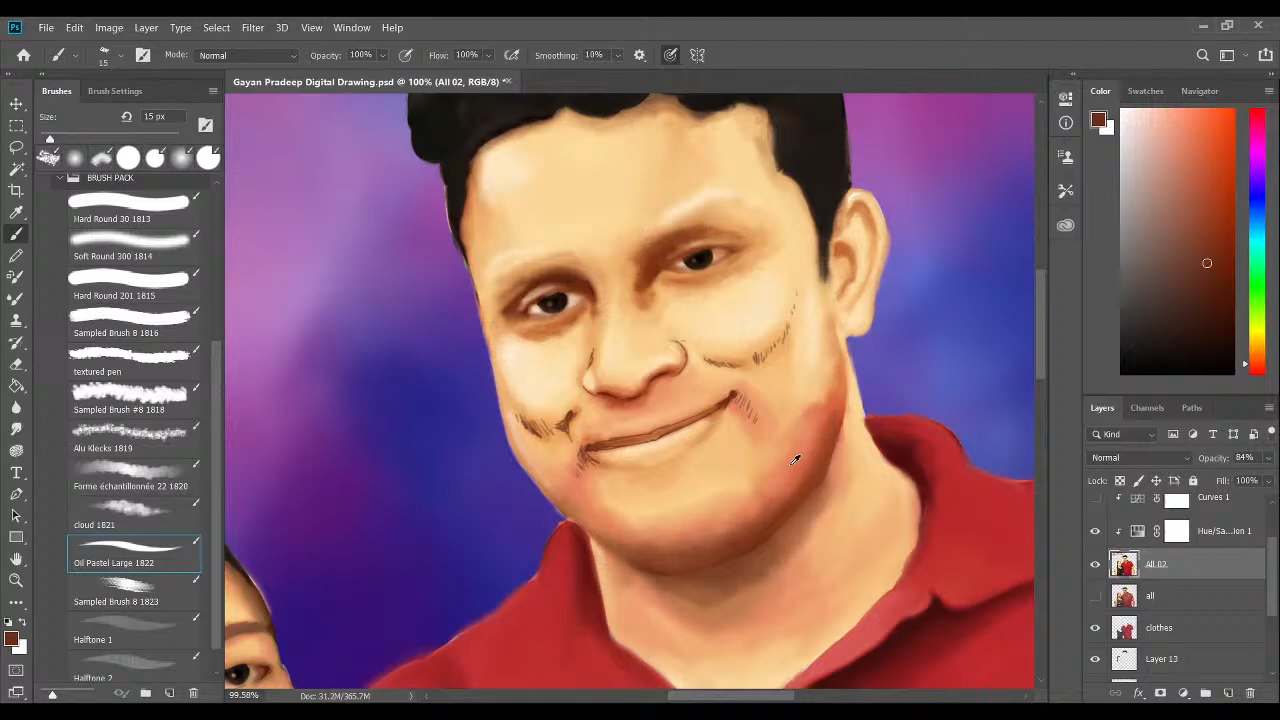 Ps File Edit Image Layer Type Select Filter 3D View Window Help
15 Mode: Normal Opacity: 100% Flow: 100% Smoothing: 10%
Gayan Pradeep Digital Drawing.psd @ 100% (All 02, RGB/8) *
Brushes Brush Settings
Size: 15 px
BRUSH PACK
Hard Round 30 1813
Soft Round 300 1814
Hard Round 201 1815
Sampled Brush 8 1816
textured pen
Sampled Brush #8 1818
Alu Klecks 1819
Forme échantillonnée 22 1820
cloud 1821
Oil Pastel Large 1822
Sampled Brush 8 1823
Halftone 1
Halftone 2
99.58% Doc: 31.2M/365.7M
Color Swatches Navigator
Layers Channels Paths
Kind
Normal Opacity: 84%
Lock: Fill: 100%
Curves 1
Hue/Sa...ion 1
All 02
all
clothes
Layer 13
fx